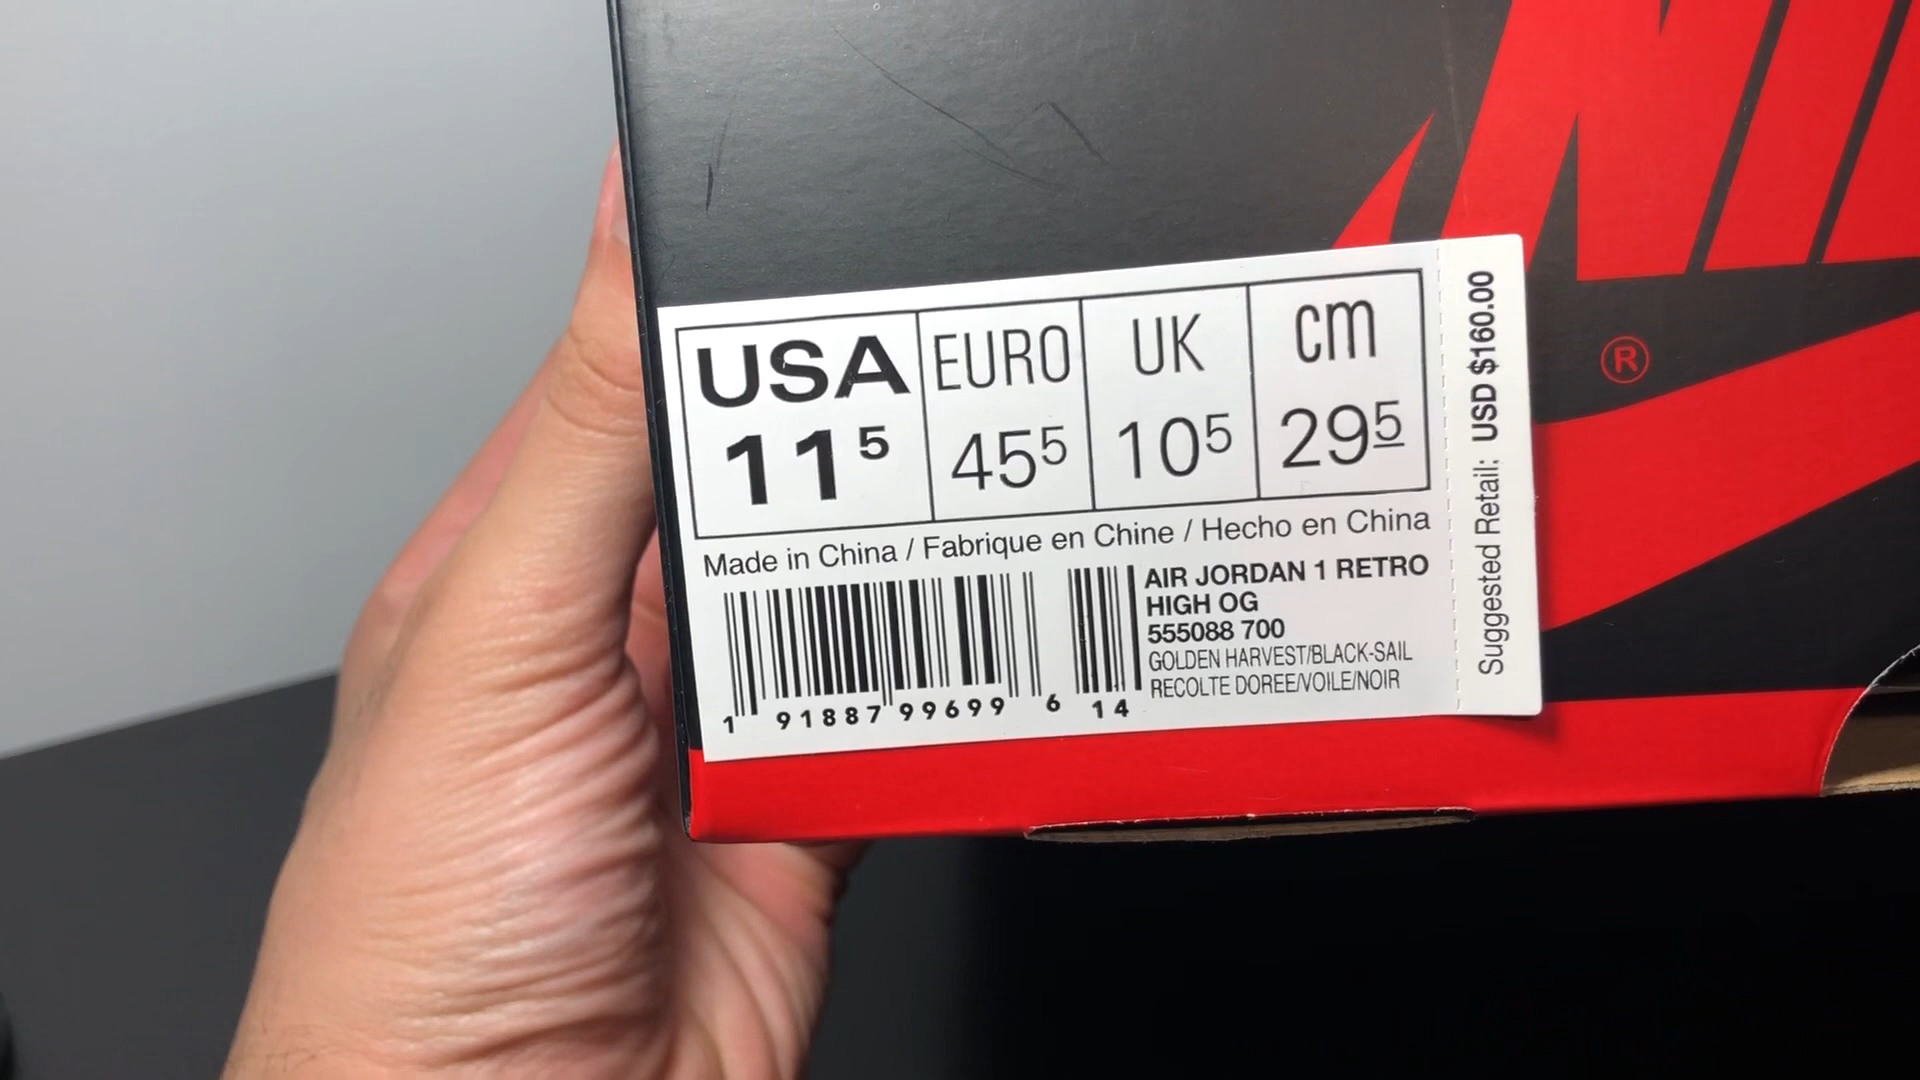 NI
®
USA EURO UK cm
11⁵ 45⁵ 10⁵ 29⁵
Made in China / Fabrique en Chine / Hecho en China
AIR JORDAN 1 RETRO
HIGH OG
555088 700
GOLDEN HARVEST/BLACK-SAIL
RECOLTE DOREE/VOILE/NOIR
1 91887 99699 6 14
Suggested Retail: USD $160.00